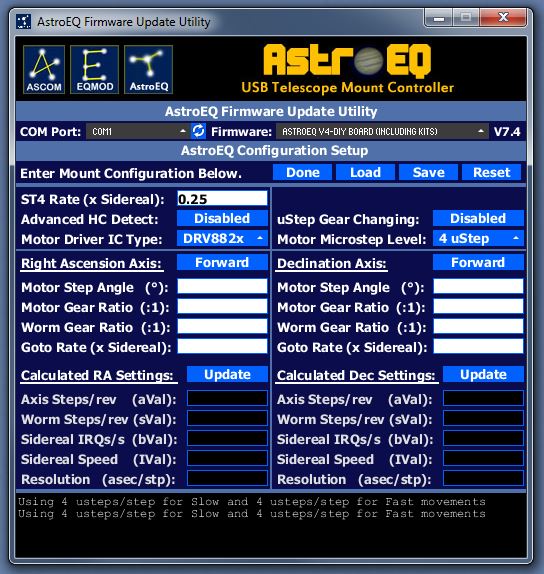 AstroEQ Firmware Update Utility
ASCOM EQMOD AstroEQ
Astro EQ
USB Telescope Mount Controller
AstroEQ Firmware Update Utility
COM Port: COM1 Firmware: ASTROEQ V4-DIY BOARD (INCLUDING KITS) V7.4
AstroEQ Configuration Setup
Enter Mount Configuration Below. Done Load Save Reset
ST4 Rate (x Sidereal): 0.25
Advanced HC Detect: Disabled uStep Gear Changing: Disabled
Motor Driver IC Type: DRV882x Motor Microstep Level: 4 uStep
Right Ascension Axis: Forward Declination Axis: Forward
Motor Step Angle (°): Motor Step Angle (°):
Motor Gear Ratio (:1): Motor Gear Ratio (:1):
Worm Gear Ratio (:1): Worm Gear Ratio (:1):
Goto Rate (x Sidereal): Goto Rate (x Sidereal):
Calculated RA Settings: Update Calculated Dec Settings: Update
Axis Steps/rev (aVal): Axis Steps/rev (aVal):
Worm Steps/rev (sVal): Worm Steps/rev (sVal):
Sidereal IRQs/s (bVal): Sidereal IRQs/s (bVal):
Sidereal Speed (IVal): Sidereal Speed (IVal):
Resolution (asec/stp): Resolution (asec/stp):
Using 4 usteps/step for Slow and 4 usteps/step for Fast movements
Using 4 usteps/step for Slow and 4 usteps/step for Fast movements